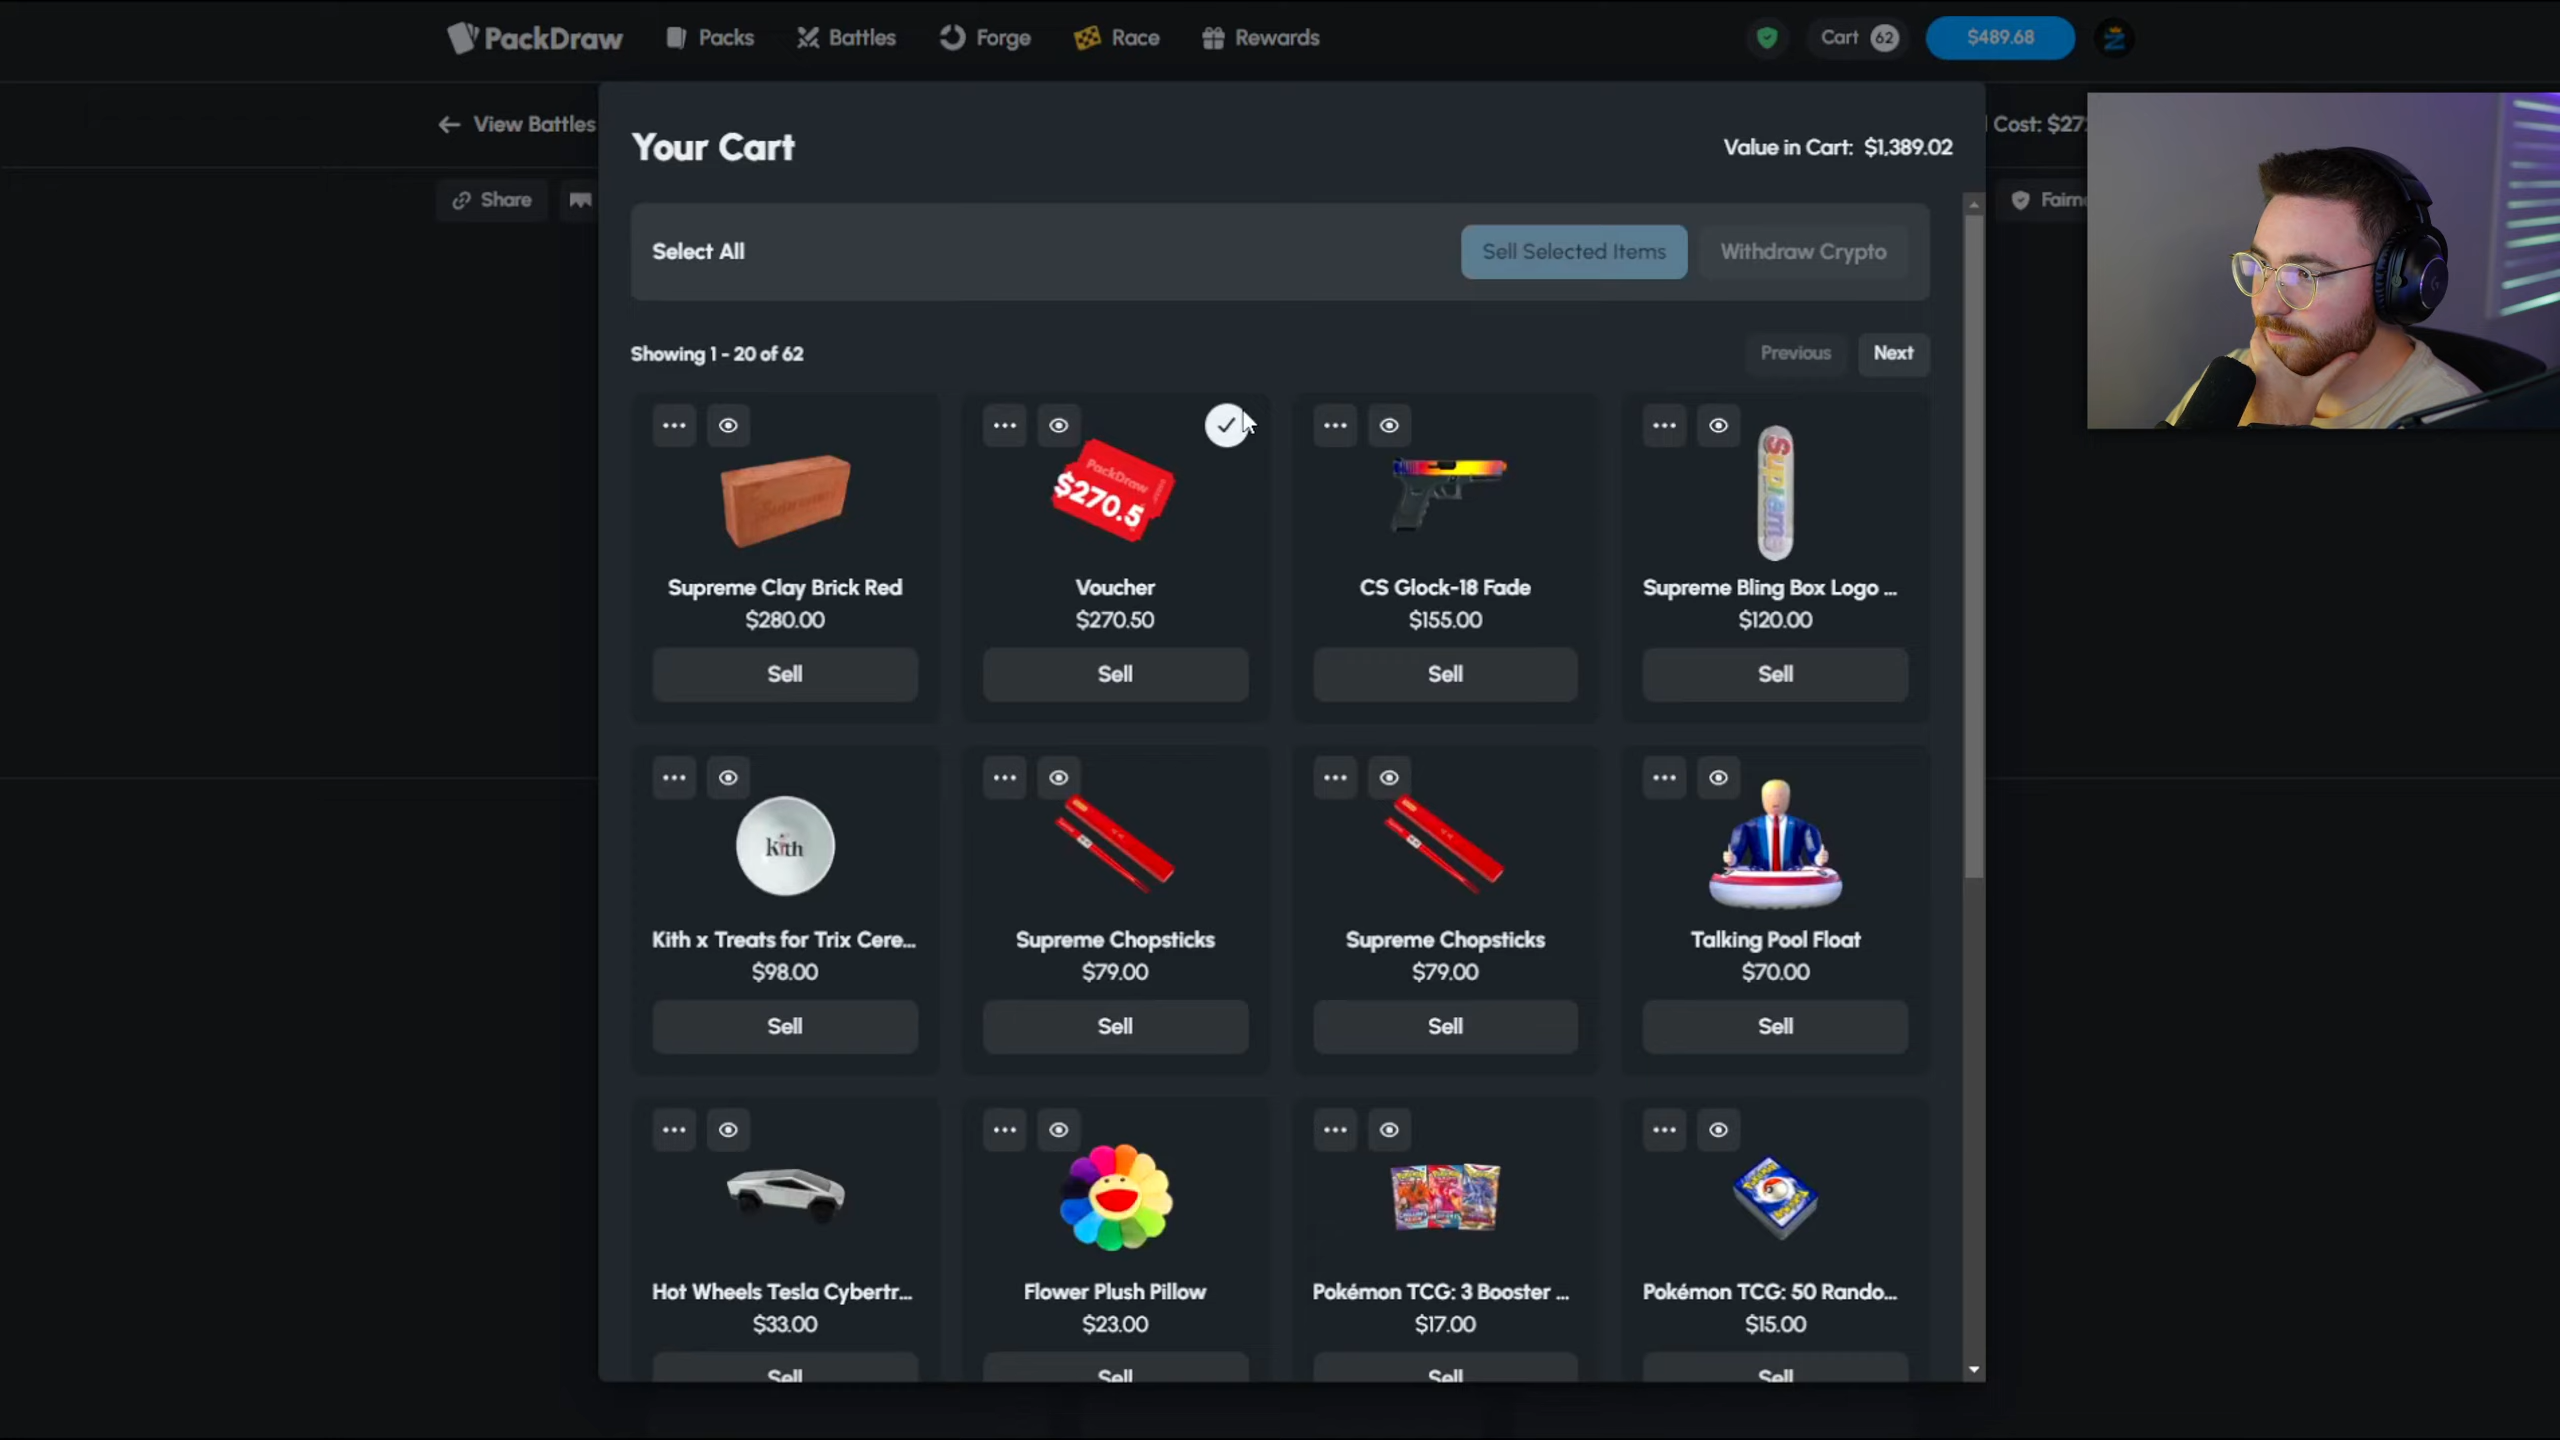 PackDraw Packs Battles Forge Race Rewards Cart 62 $489.68
View Battles
Cost: $27
Share
Your Cart
Value in Cart: $1,389.02
Select All
Sell Selected Items
Withdraw Crypto
Showing 1 - 20 of 62
Previous
Next
Supreme
PackDraw
$270.5
Supreme
Supreme Clay Brick Red
$280.00
Sell
Voucher
$270.50
Sell
CS Glock-18 Fade
$155.00
Sell
Supreme Bling Box Logo ...
$120.00
Sell
kith
Kith x Treats for Trix Cere...
$98.00
Sell
Supreme Chopsticks
$79.00
Sell
Supreme Chopsticks
$79.00
Sell
Talking Pool Float
$70.00
Sell
Hot Wheels Tesla Cybertr...
$33.00
Sell
Flower Plush Pillow
$23.00
Sell
Pokémon TCG: 3 Booster ...
$17.00
Sell
Pokémon TCG: 50 Rando...
$15.00
Sell